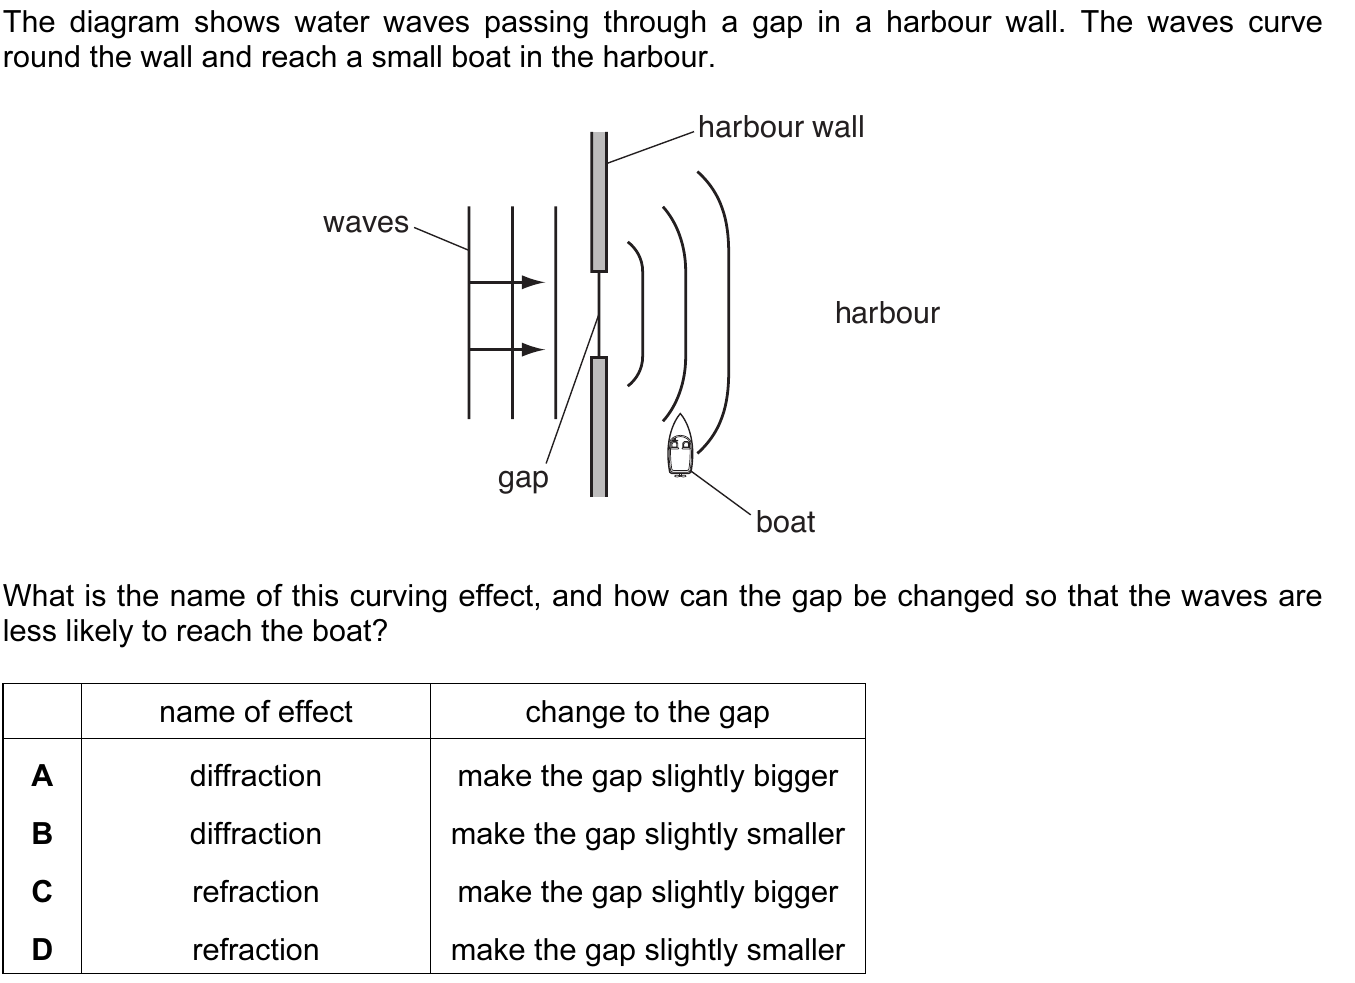 The diagram shows water waves passing through a gap in a harbour wall. The waves curve
round the wall and reach a small boat in the harbour.
harbour wall
waves
harbour
gap
boat
What is the name of this curving effect, and how can the gap be changed so that the waves are
less likely to reach the boat?
name of effect change to the gap
A diffraction make the gap slightly bigger
B diffraction make the gap slightly smaller
C refraction make the gap slightly bigger
D refraction make the gap slightly smaller